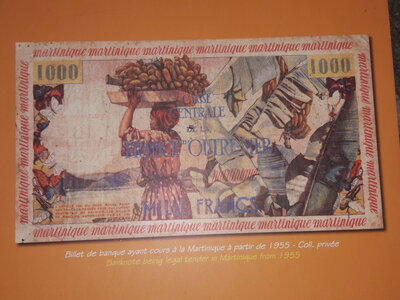 martinique martinique martinique martinique martinique
1000
1000
CAISSE
CENTRALE
DE LA
FRANCE D'OUTRE-MER
MILLE FRANCS
martinique martinique martinique martinique martinique
Billet de banque ayant cours à la Martinique à partir de 1955 - Coll. privée
Banknote being legal tender in Martinique from 1955